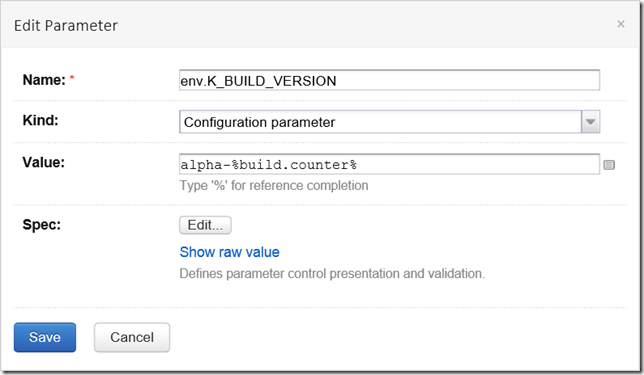 Edit Parameter ×
Name: * env.K_BUILD_VERSION
Kind: Configuration parameter
Value: alpha-%build.counter%
Type '%' for reference completion
Spec: Edit...
Show raw value
Defines parameter control presentation and validation.
Save Cancel